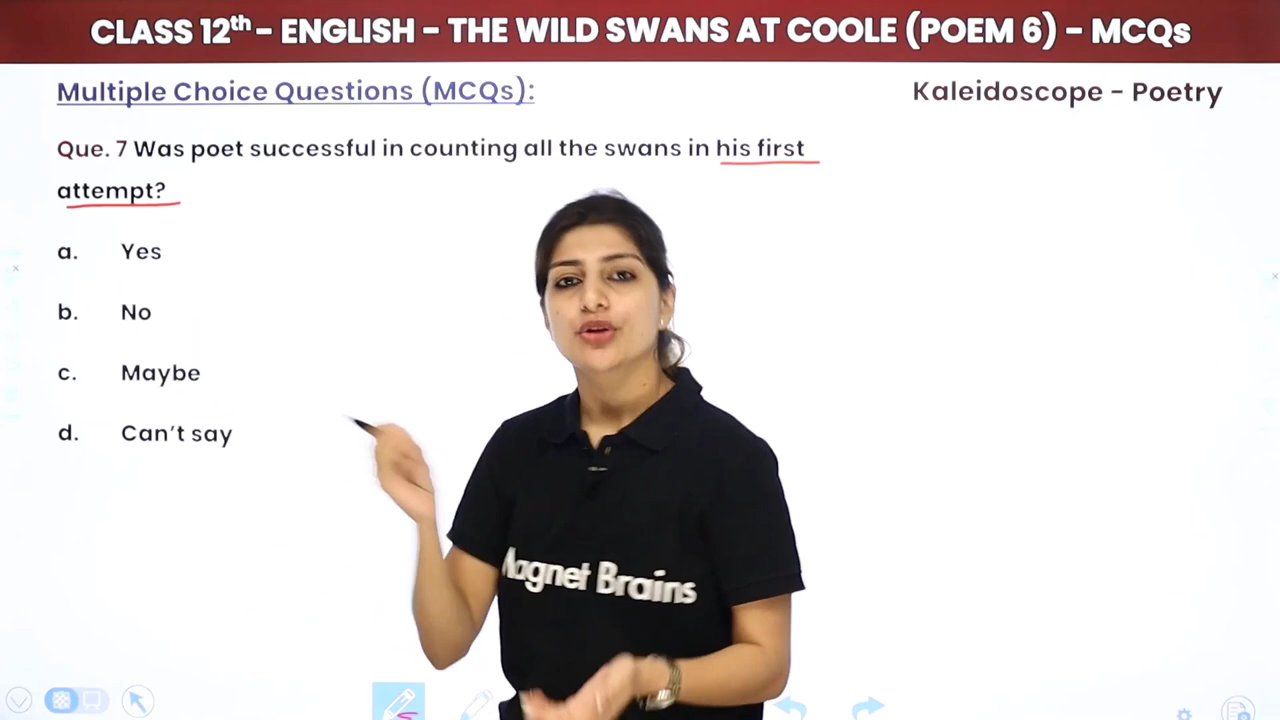 CLASS 12th – ENGLISH – THE WILD SWANS AT COOLE (POEM 6) – MCQs
Multiple Choice Questions (MCQs):
Kaleidoscope – Poetry
Que. 7 Was poet successful in counting all the swans in his first
attempt?
a. Yes
b. No
c. Maybe
d. Can't say
Magnet Brains